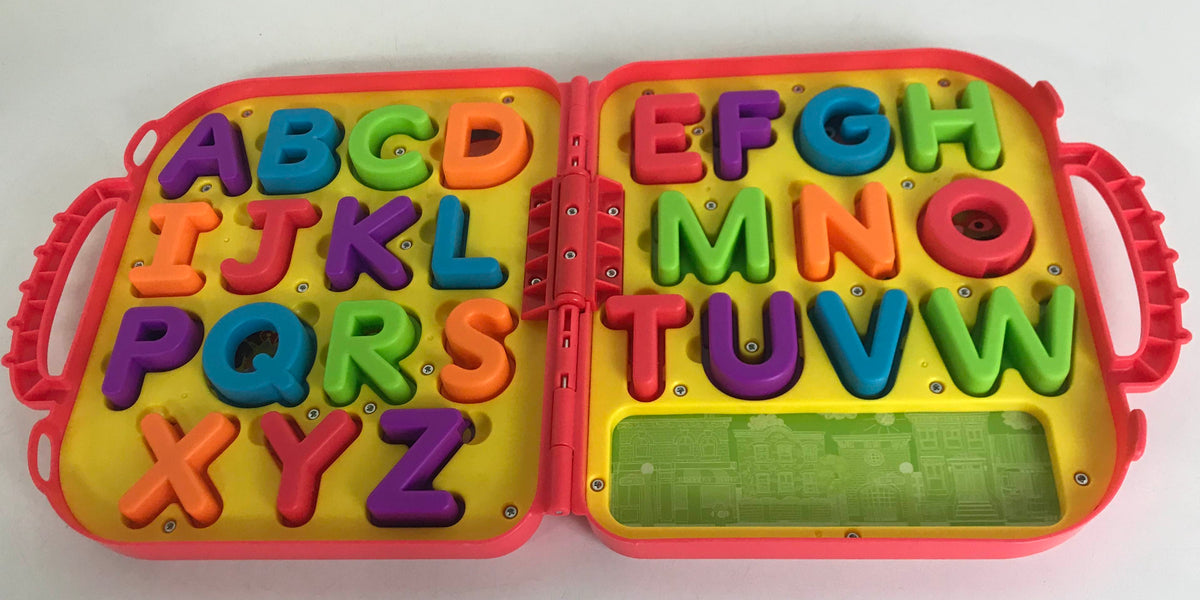 ABCD EFGH
IJKL MNO
PQRS TUVW
XYZ